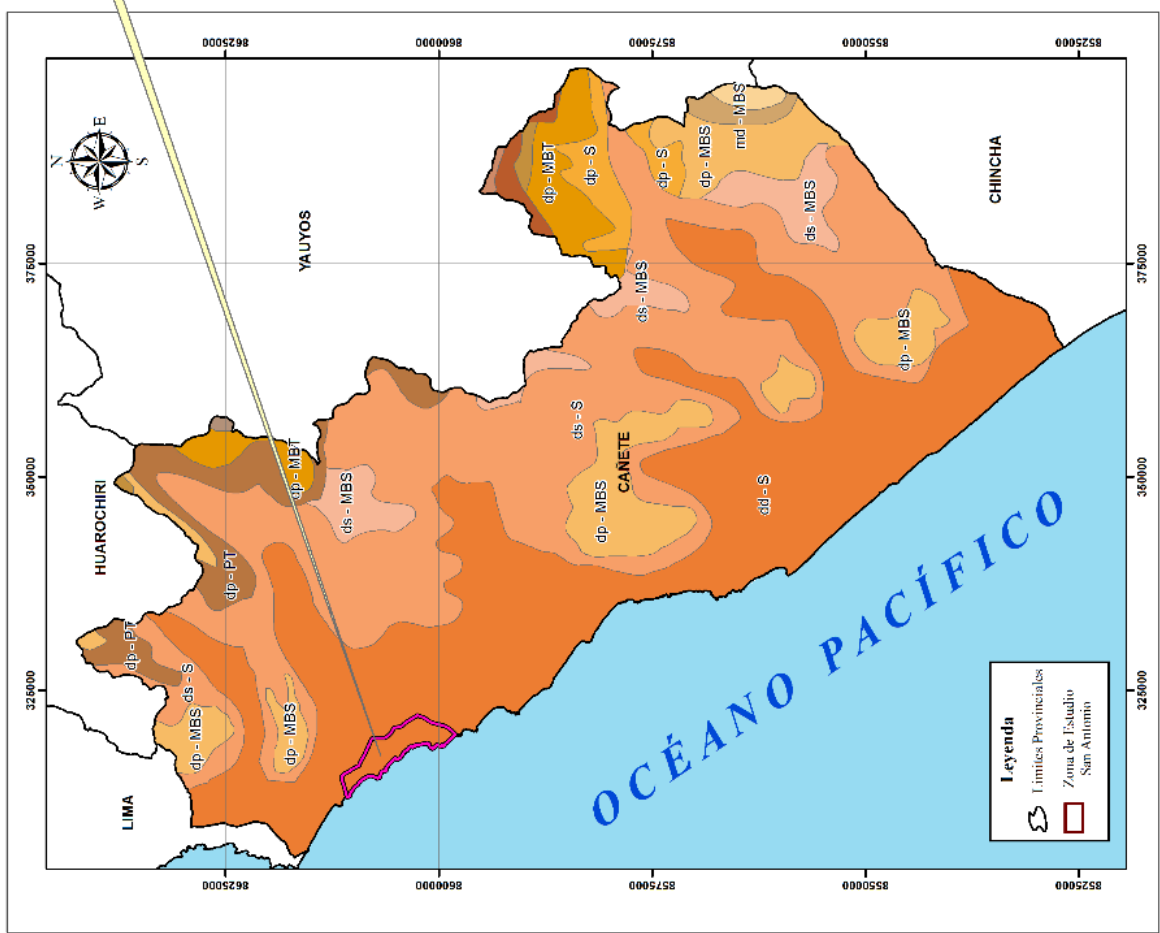 325000
350000
375000
N
W
E
S
LIMA
HUAROCHIRI
YAUYOS
dp - PT
ds - S
dp - MBS
dp - PT
dp - MBS
dp - MBT
ds - MBS
dp - MBT
dp - S
ds - S
ds - MBS
dp - MBS
CAÑETE
dp - S
dp - MBS
md - MBS
ds - MBS
dd - S
dp - MBS
CHINCHA
OCÉANO PACÍFICO
Leyenda
Limites Provinciales
Zona de Estudio
San Antonio
8625000
8600000
8575000
8550000
8525000
8625000
8600000
8575000
8550000
8525000
325000
350000
375000